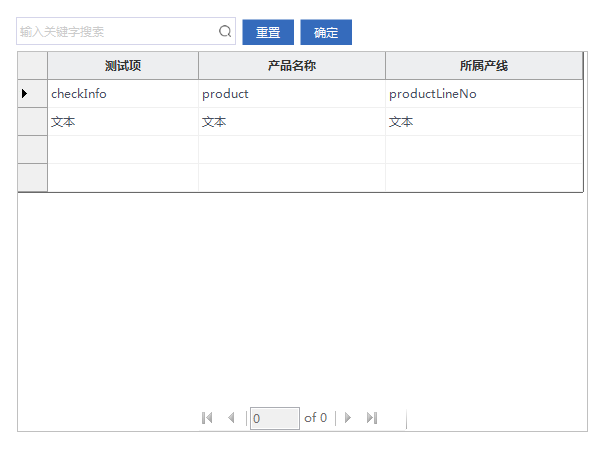 输入关键字搜索 重置 确定
测试项 产品名称 所属产线
checkInfo product productLineNo
文本 文本 文本
0 of 0